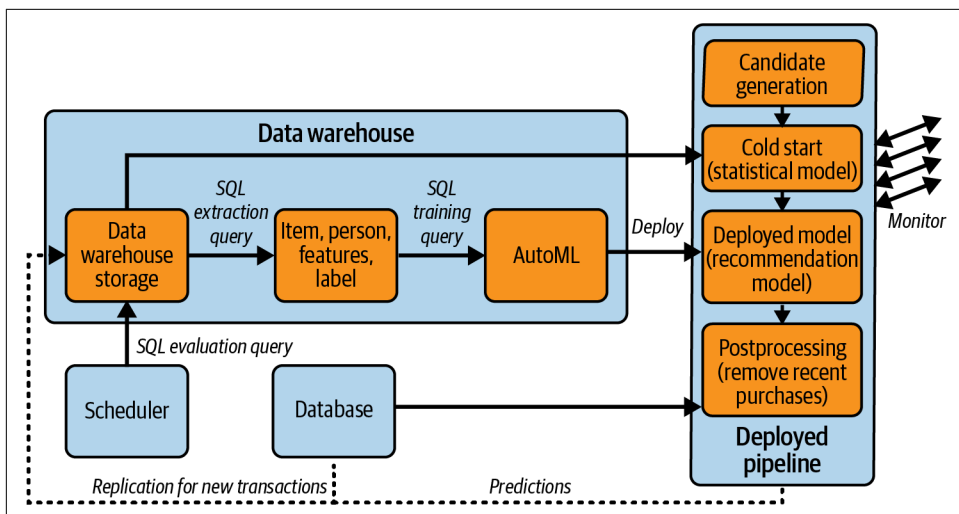 Data warehouse
SQL
extraction
query
SQL
training
query
Data
warehouse
storage
Item, person,
features,
label
AutoML
Deploy
SQL evaluation query
Scheduler
Database
Candidate
generation
Cold start
(statistical model)
Deployed model
(recommendation
model)
Postprocessing
(remove recent
purchases)
Deployed
pipeline
Monitor
Replication for new transactions
Predictions